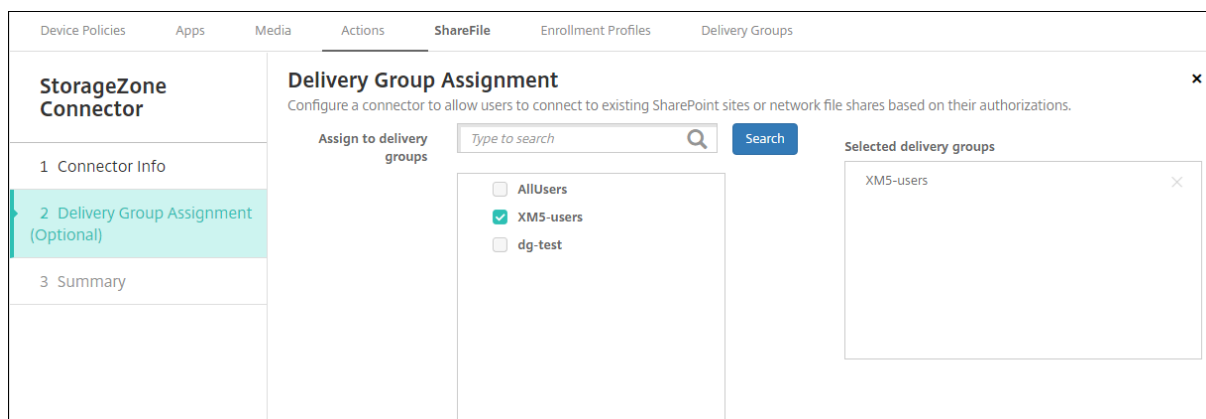 Device Policies Apps Media Actions ShareFile Enrollment Profiles Delivery Groups
StorageZone
Connector
1 Connector Info
2 Delivery Group Assignment
(Optional)
3 Summary
Delivery Group Assignment
Configure a connector to allow users to connect to existing SharePoint sites or network file shares based on their authorizations.
Assign to delivery
groups
Type to search
Search
AllUsers
XM5-users
dg-test
Selected delivery groups
XM5-users